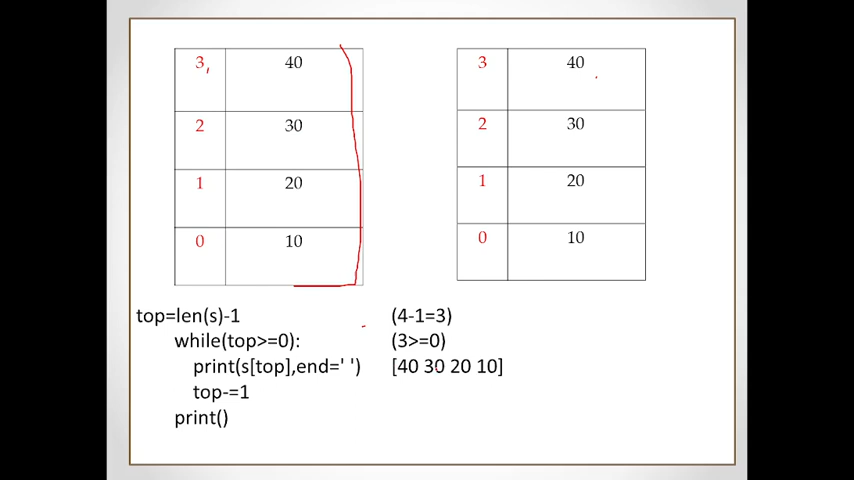 3 40
2 30
1 20
0 10
3 40
2 30
1 20
0 10
top=len(s)-1 (4-1=3)
while(top>=0): (3>=0)
print(s[top],end=' ') [40 30 20 10]
top-=1
print()